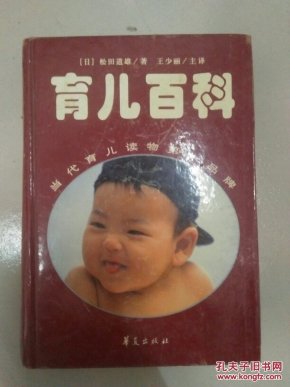 ［日］松田道雄／著 王少丽／主译
育儿百科
当代育儿读物 品牌
华夏出版社
孔夫子旧书网